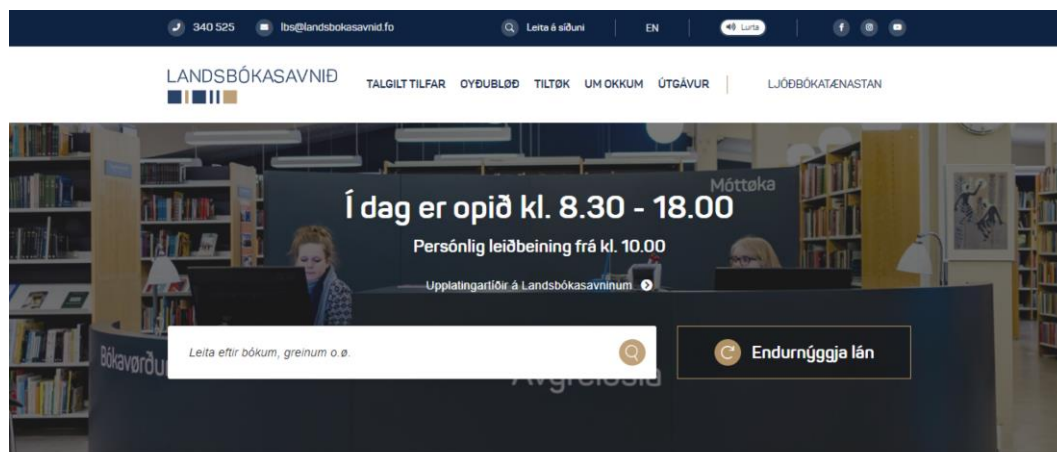 340 525 lbs@landsbokasavnid.fo Leita á síðuni EN Lurta
LANDSBÓKASAVNIÐ
TALGILT TILFAR OYÐUBLØÐ TILTØK UM OKKUM ÚTGÁVUR LJÓÐBÓKATÆNASTAN
Móttøka
Í dag er opið kl. 8.30 - 18.00
Persónlig leiðbeining frá kl. 10.00
Upplatingartíðir á Landsbókasavninum
Leita eftir bókum, greinum o.ø.
Endurnýggja lán